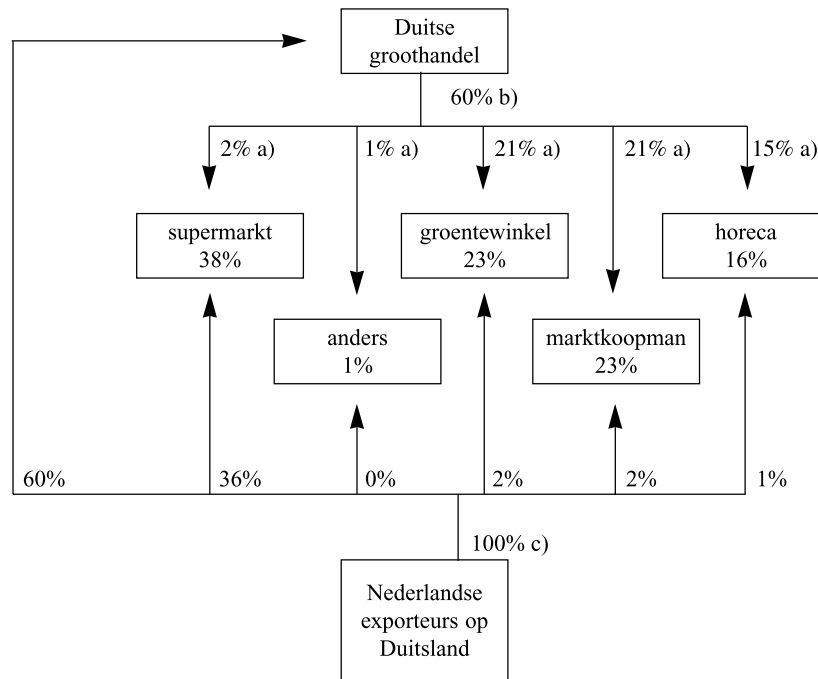 Duitse
groothandel
60% b)
2% a)
1% a)
21% a)
21% a)
15% a)
supermarkt
38%
groentewinkel
23%
horeca
16%
anders
1%
marktkoopman
23%
60%
36%
0%
2%
2%
1%
100% c)
Nederlandse
exporteurs op
Duitsland